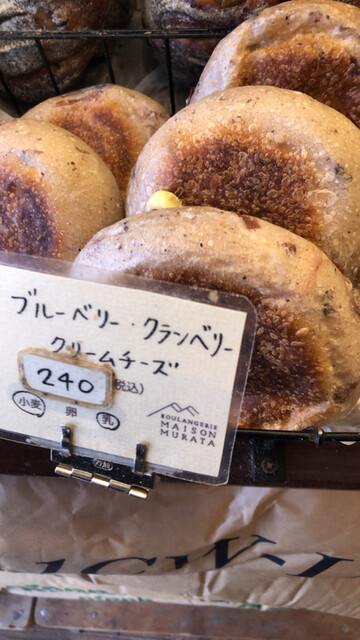 ブルーベリー・クランベリー
クリームチーズ
240 (税込)
小麦 卵 乳
BOULANGERIE
MAISON
MURATA